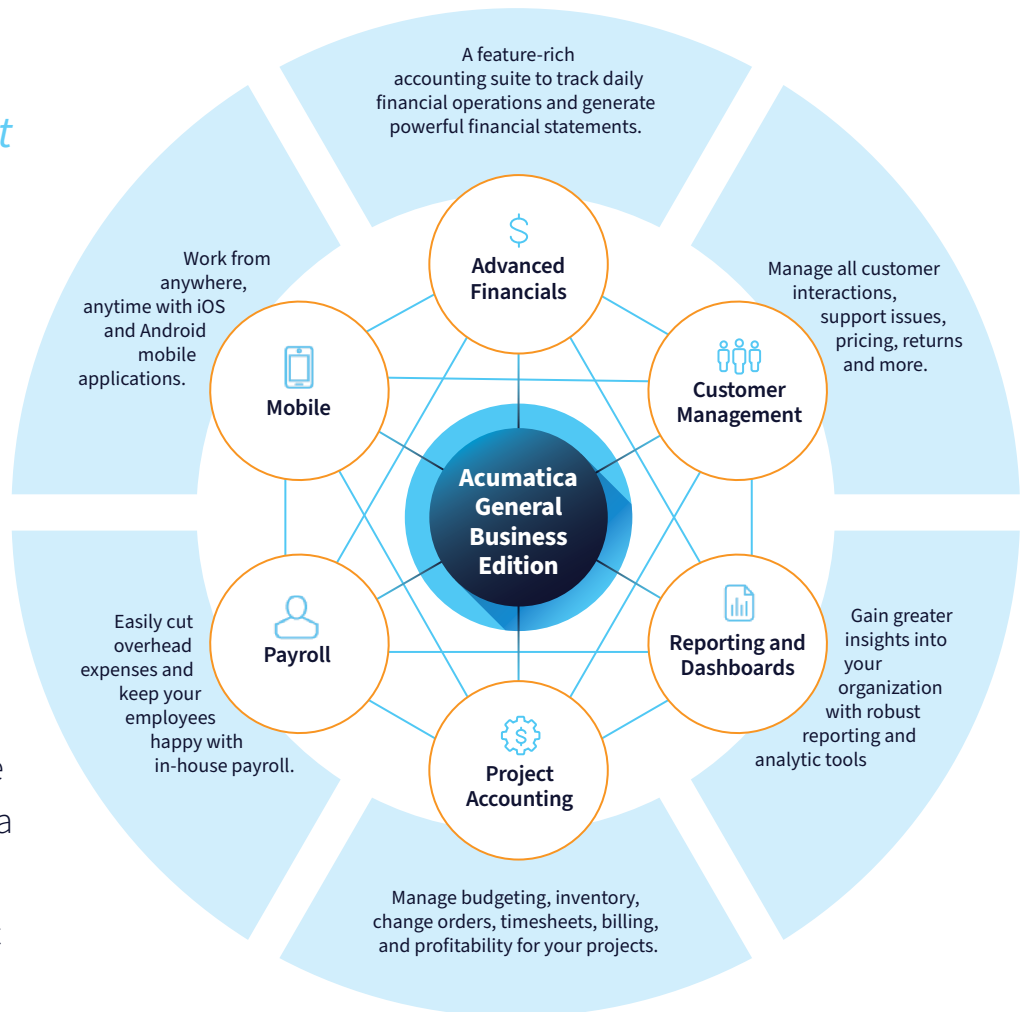 A feature-rich
accounting suite to track daily
financial operations and generate
powerful financial statements.
t
Advanced
Financials
Work from
anywhere,
anytime with iOS
and Android
mobile
applications.
Mobile
Manage all customer
interactions,
support issues,
pricing, returns
and more.
Customer
Management
Acumatica
General
Business
Edition
Easily cut
overhead
expenses and
keep your
employees
happy with
in-house payroll.
Payroll
Gain greater
insights into
your
organization
with robust
reporting and
analytic tools
Reporting and
Dashboards
e
a
Project
Accounting
Manage budgeting, inventory,
change orders, timesheets, billing,
and profitability for your projects.